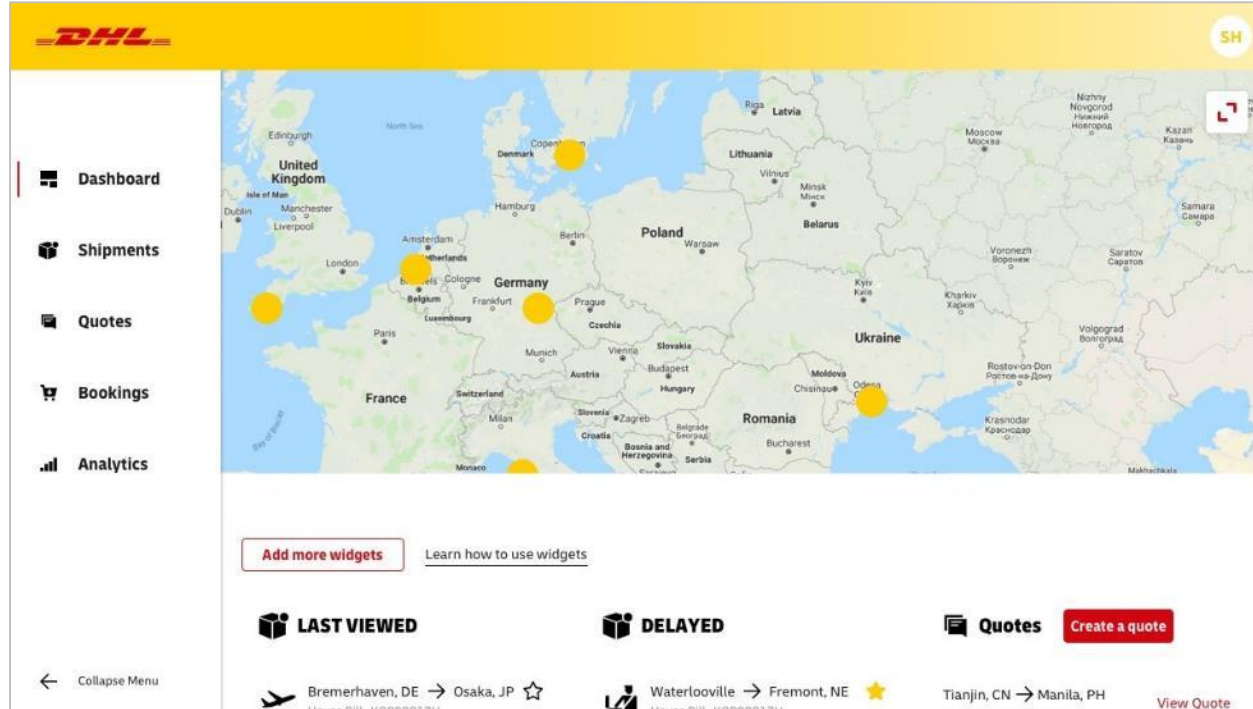 DHL
SH
Dashboard
Shipments
Quotes
Bookings
Analytics
Collapse Menu
Edinburgh
North Sea
United
Kingdom
Isle of Man
Dublin
Manchester
Liverpool
London
Denmark
Hamburg
Amsterdam
Berlin
Cologne
Germany
Belgium
Frankfurt
Luxembourg
Prague
Czechia
Paris
Munich
Vienna
Slovakia
Austria
Budapest
Hungary
France
Switzerland
Milan
Slovenia
Zagreb
Croatia
Belgrade
Београд
Bosnia and
Herzegovina
Serbia
Monaco
Bay of Biscay
Riga
Latvia
Lithuania
Vilnius
Minsk
Мінск
Belarus
Poland
Warsaw
Moscow
Москва
Nizhny
Novgorod
Нижний
Новгород
Kazan
Казань
Samara
Самара
Voronezh
Воронеж
Saratov
Саратов
Kyiv
Київ
Kharkiv
Харків
Ukraine
Volgograd
Волгоград
Rostov-on-Don
Ростов-на-Дону
Moldova
Chisinau
Odesa
Romania
Bucharest
Krasnodar
Краснодар
Makhachkala
Add more widgets
Learn how to use widgets
LAST VIEWED
DELAYED
Quotes
Create a quote
Bremerhaven, DE → Osaka, JP
Waterlooville → Fremont, NE
Tianjin, CN → Manila, PH
View Quote